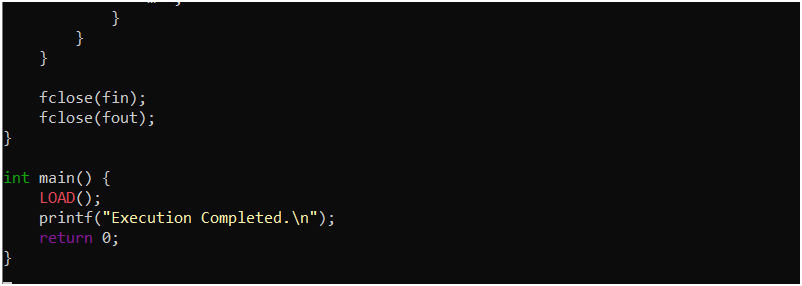 }
}
}
fclose(fin);
fclose(fout);
}
int main() {
LOAD();
printf("Execution Completed.\n");
return 0;
}